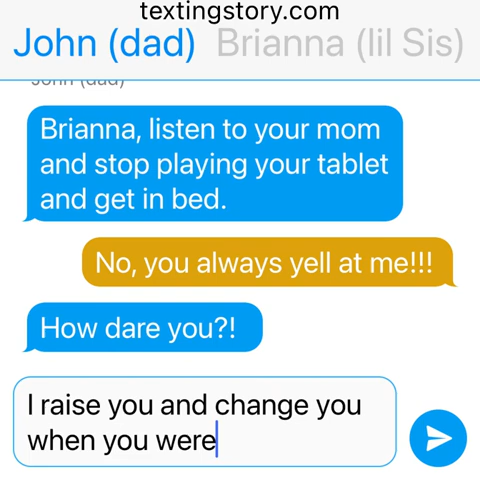 textingstory.com
John (dad) Brianna (lil Sis)
John (dad)
Brianna, listen to your mom
and stop playing your tablet
and get in bed.
No, you always yell at me!!!
How dare you?!
I raise you and change you
when you were